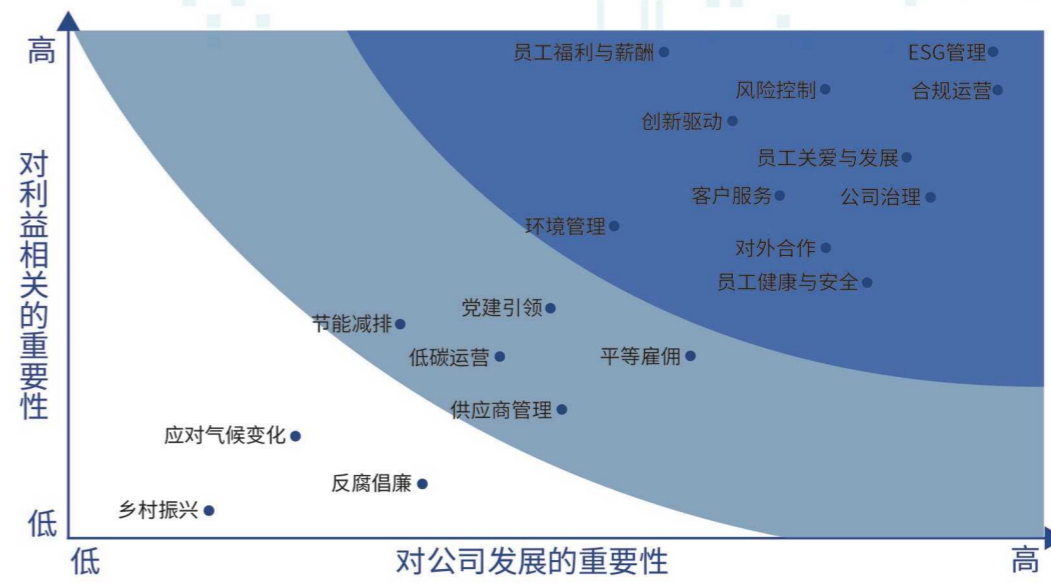 高
员工福利与薪酬
ESG管理
风险控制
合规运营
创新驱动
员工关爱与发展
客户服务
公司治理
环境管理
对外合作
员工健康与安全
对利益相关的重要性
党建引领
节能减排
低碳运营
平等雇佣
供应商管理
应对气候变化
反腐倡廉
乡村振兴
低
低
对公司发展的重要性
高